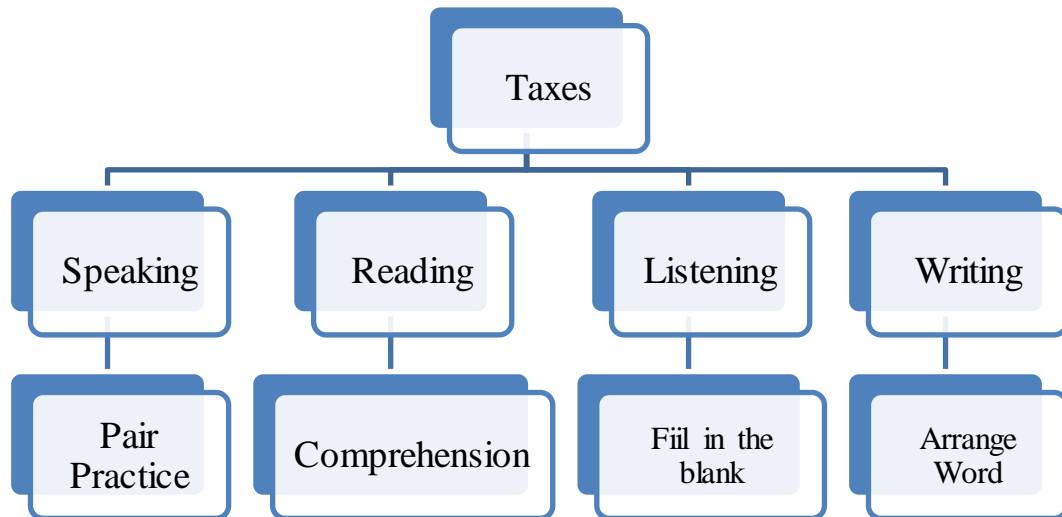 Taxes
Speaking
Reading
Listening
Writing
Pair
Practice
Comprehension
Fiil in the
blank
Arrange
Word